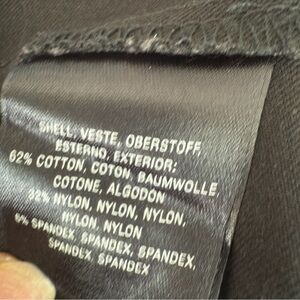 SHELL, VESTE, OBERSTOFF,
ESTERNO, EXTERIOR:
62% COTTON, COTON, BAUMWOLLE
COTONE, ALGODON
32% NYLON, NYLON, NYLON,
NYLON, NYLON
6% SPANDEX, SPANDEX, SPANDEX,
SPANDEX, SPANDEX